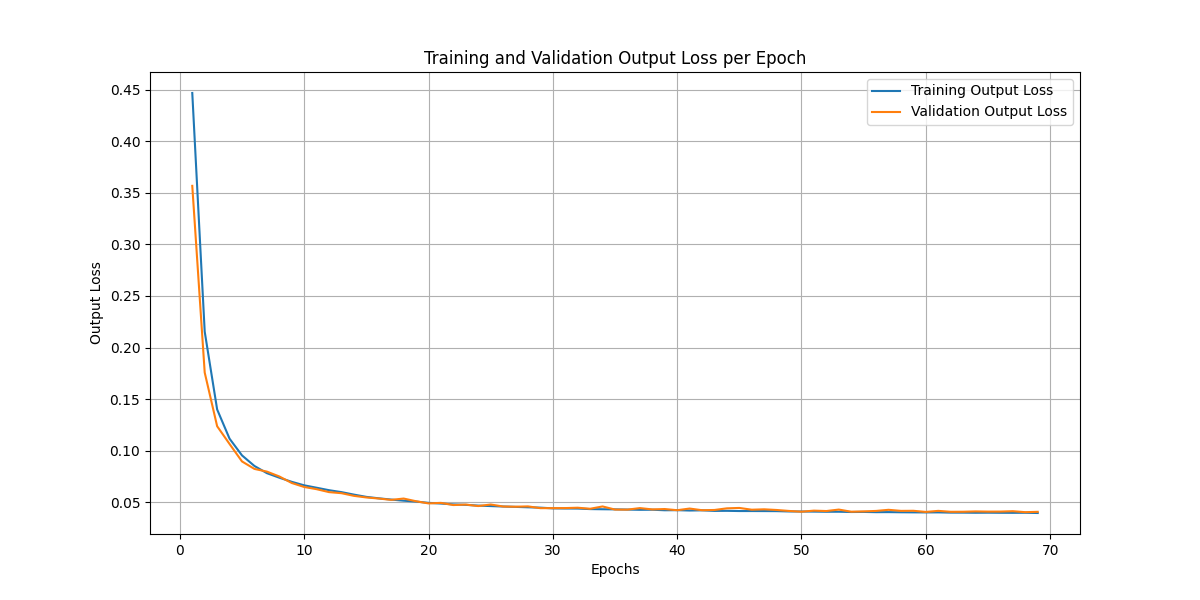 Training and Validation Output Loss per Epoch
Training Output Loss
Validation Output Loss
Output Loss
0.45
0.40
0.35
0.30
0.25
0.20
0.15
0.10
0.05
0 10 20 30 40 50 60 70
Epochs